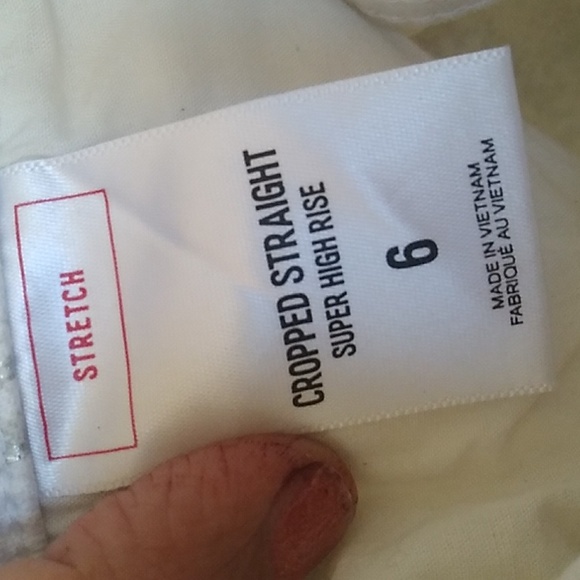 STRETCH
CROPPED STRAIGHT
SUPER HIGH RISE
6
MADE IN VIETNAM
FABRIQUÉ AU VIETNAM